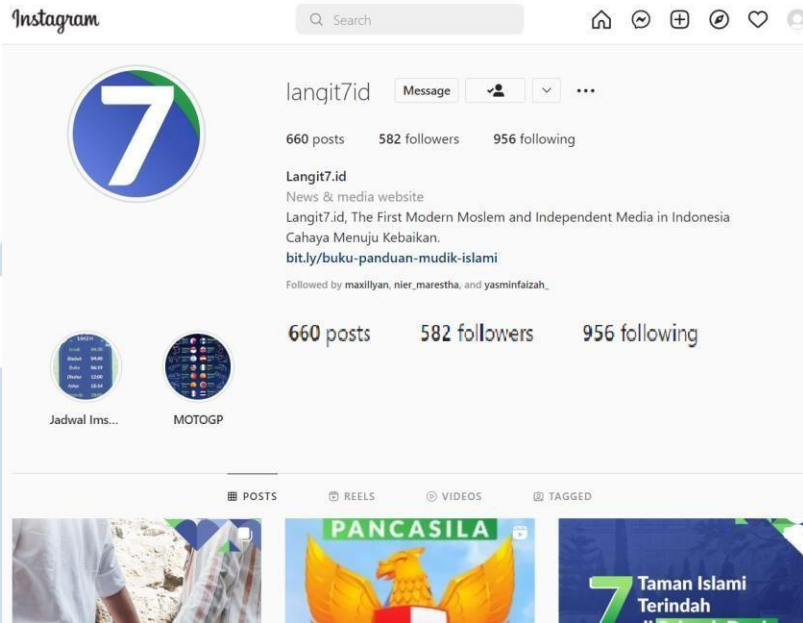 Instagram
Search
langit7id Message
660 posts 582 followers 956 following
Langit7.id
News & media website
Langit7.id, The First Modern Moslem and Independent Media in Indonesia
Cahaya Menuju Kebaikan.
bit.ly/buku-panduan-mudik-islami
Followed by maxillyan, nier_marestha, and yasminfaizah_
660 posts 582 followers 956 following
7
Jadwal Ims... MOTOGP
POSTS REELS VIDEOS TAGGED
PANCASILA
7 Taman Islami
Terindah